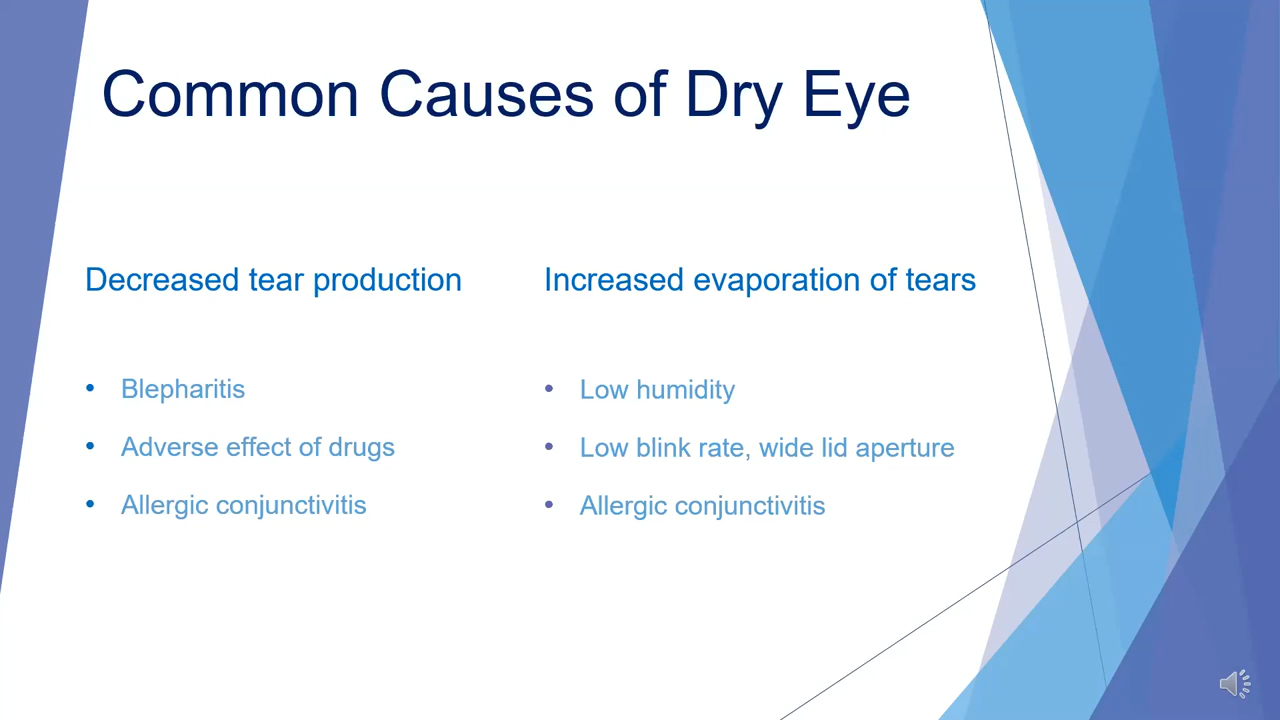 Common Causes of Dry Eye
Decreased tear production
• Blepharitis
• Adverse effect of drugs
• Allergic conjunctivitis
Increased evaporation of tears
• Low humidity
• Low blink rate, wide lid aperture
• Allergic conjunctivitis